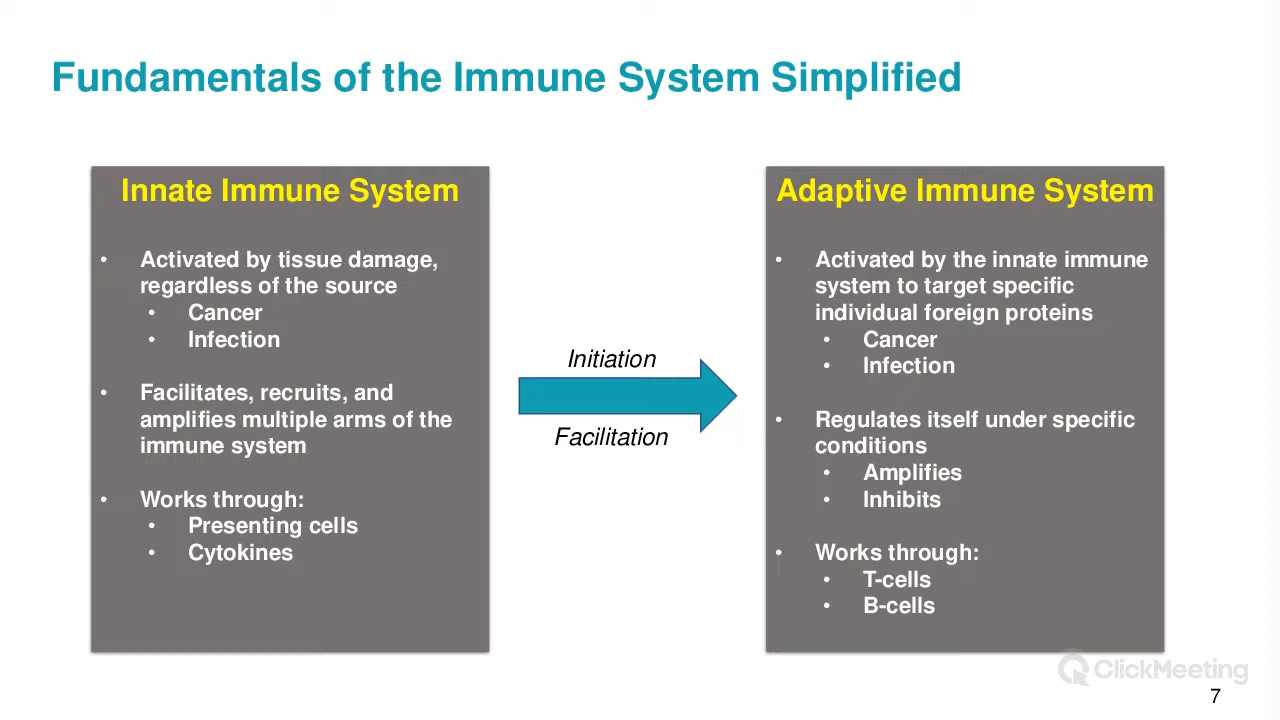 Fundamentals of the Immune System Simplified
Innate Immune System
• Activated by tissue damage,
regardless of the source
• Cancer
• Infection
• Facilitates, recruits, and
amplifies multiple arms of the
immune system
• Works through:
• Presenting cells
• Cytokines
Initiation
Facilitation
Adaptive Immune System
• Activated by the innate immune
system to target specific
individual foreign proteins
• Cancer
• Infection
• Regulates itself under specific
conditions
• Amplifies
• Inhibits
• Works through:
• T-cells
• B-cells
ClickMeeting
7